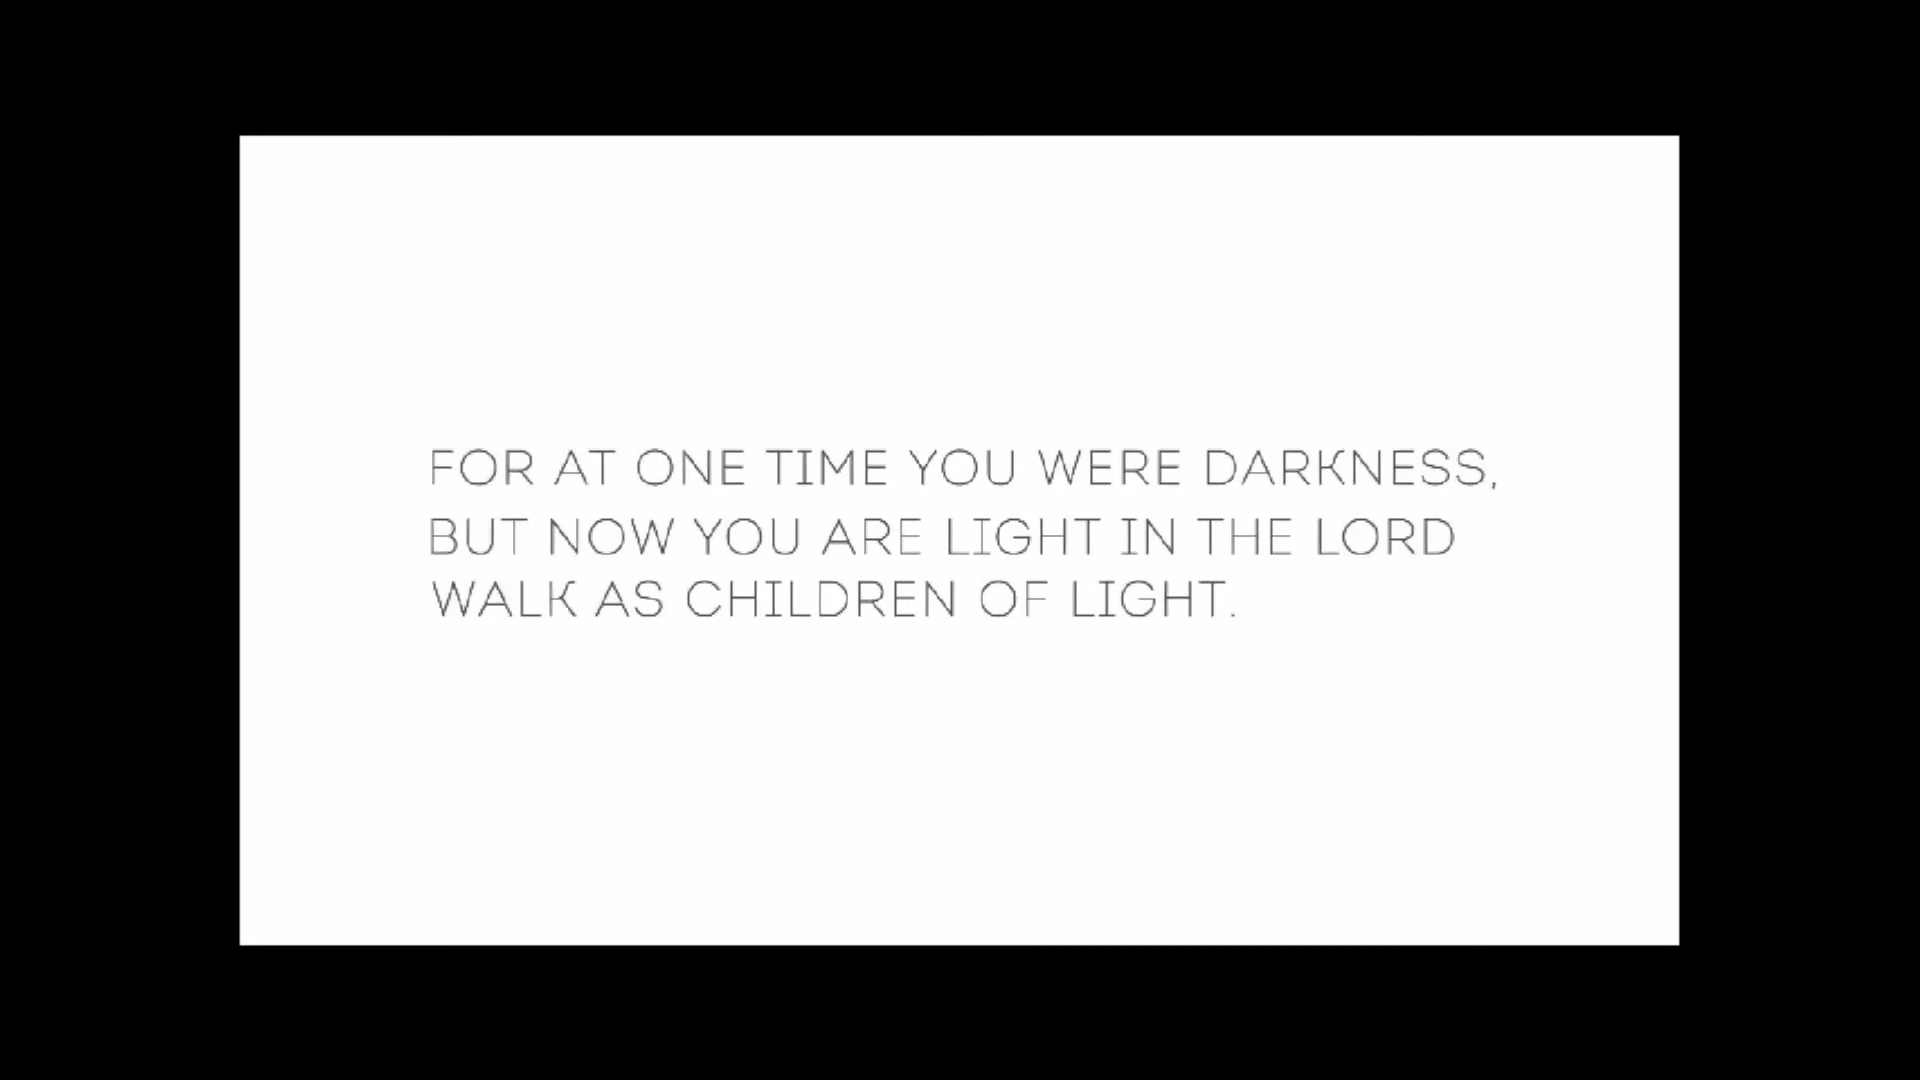 FOR AT ONE TIME YOU WERE DARKNESS,
BUT NOW YOU ARE LIGHT IN THE LORD
WALK AS CHILDREN OF LIGHT.